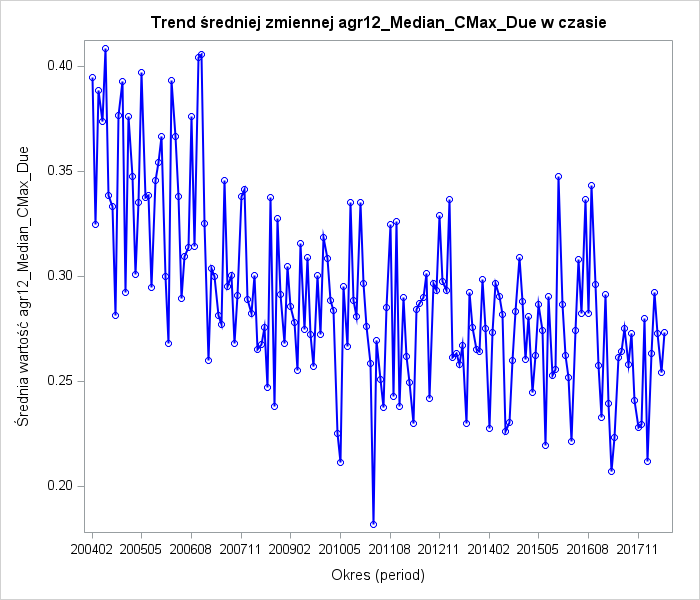 Trend średniej zmiennej agr12_Median_CMax_Due w czasie
Średnia wartość agr12_Median_CMax_Due
0.40
0.35
0.30
0.25
0.20
200402 200505 200608 200711 200902 201005 201108 201211 201402 201505 201608 201711
Okres (period)